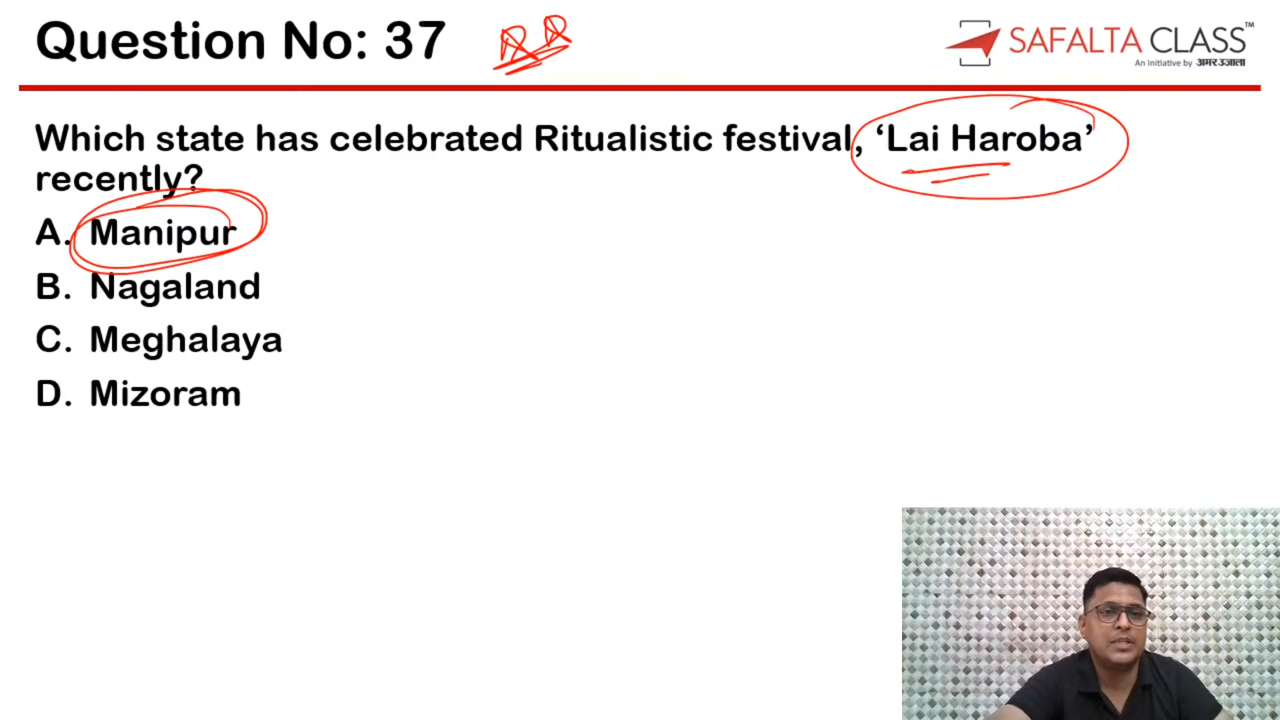 Question No: 37
SAFALTA CLASS™
An Initiative by अमर उजाला
Which state has celebrated Ritualistic festival, ‘Lai Haroba’
recently?
A. Manipur
B. Nagaland
C. Meghalaya
D. Mizoram